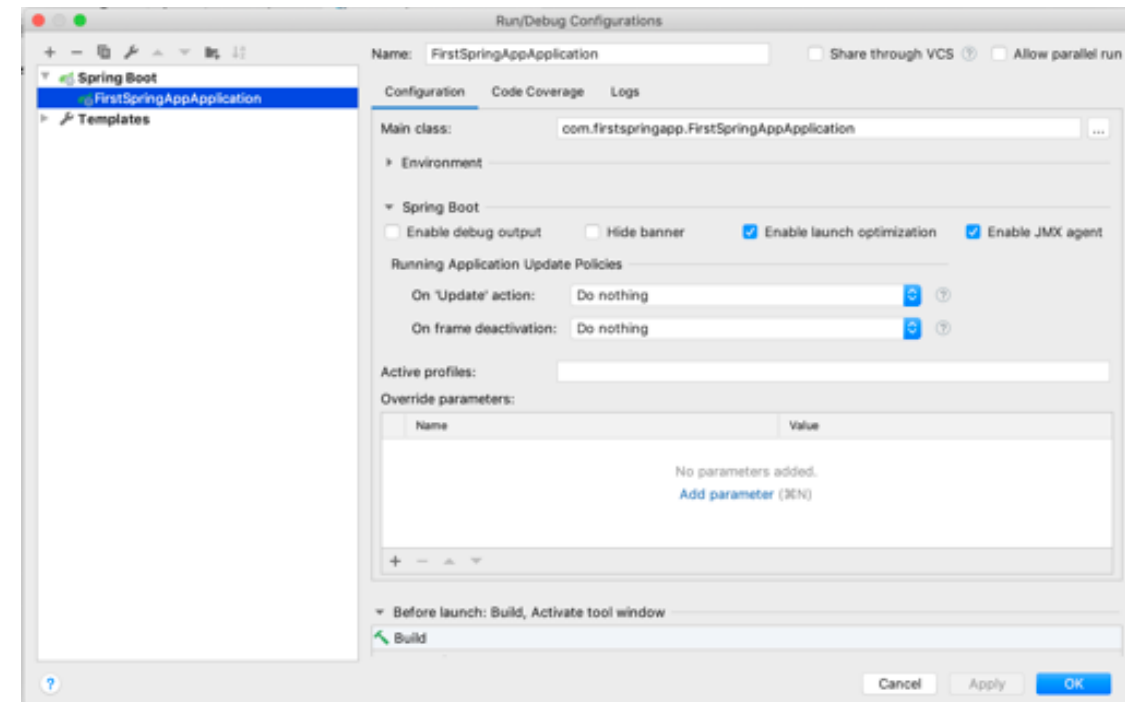 Run/Debug Configurations
Name: FirstSpringAppApplication Share through VCS ? Allow parallel run
Spring Boot
FirstSpringAppApplication
Templates
Configuration Code Coverage Logs
Main class: com.firstspringapp.FirstSpringAppApplication ...
Environment
Spring Boot
Enable debug output Hide banner Enable launch optimization Enable JMX agent
Running Application Update Policies
On 'Update' action: Do nothing ?
On frame deactivation: Do nothing ?
Active profiles:
Override parameters:
Name Value
No parameters added.
Add parameter (⌘N)
Before launch: Build, Activate tool window
Build
? Cancel Apply OK